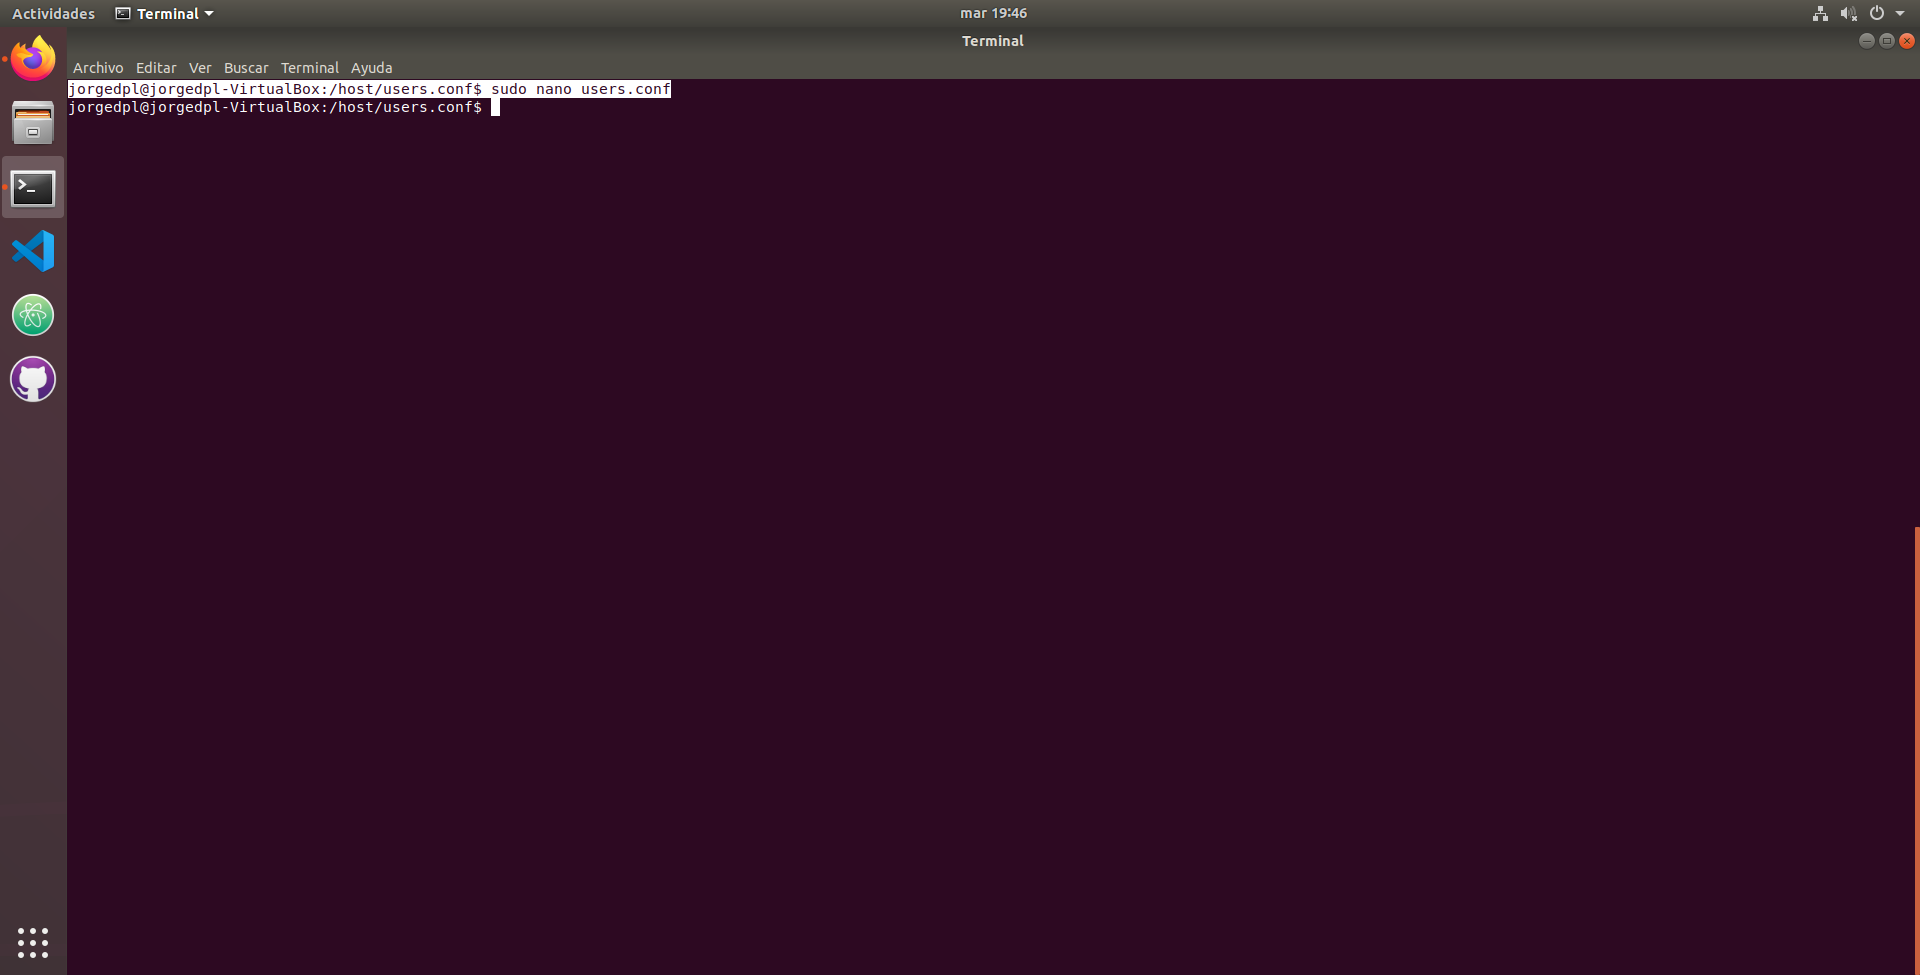 Actividades Terminal mar 19:46
Terminal
Archivo Editar Ver Buscar Terminal Ayuda
jorgedpl@jorgedpl-VirtualBox:/host/users.conf$ sudo nano users.conf
jorgedpl@jorgedpl-VirtualBox:/host/users.conf$